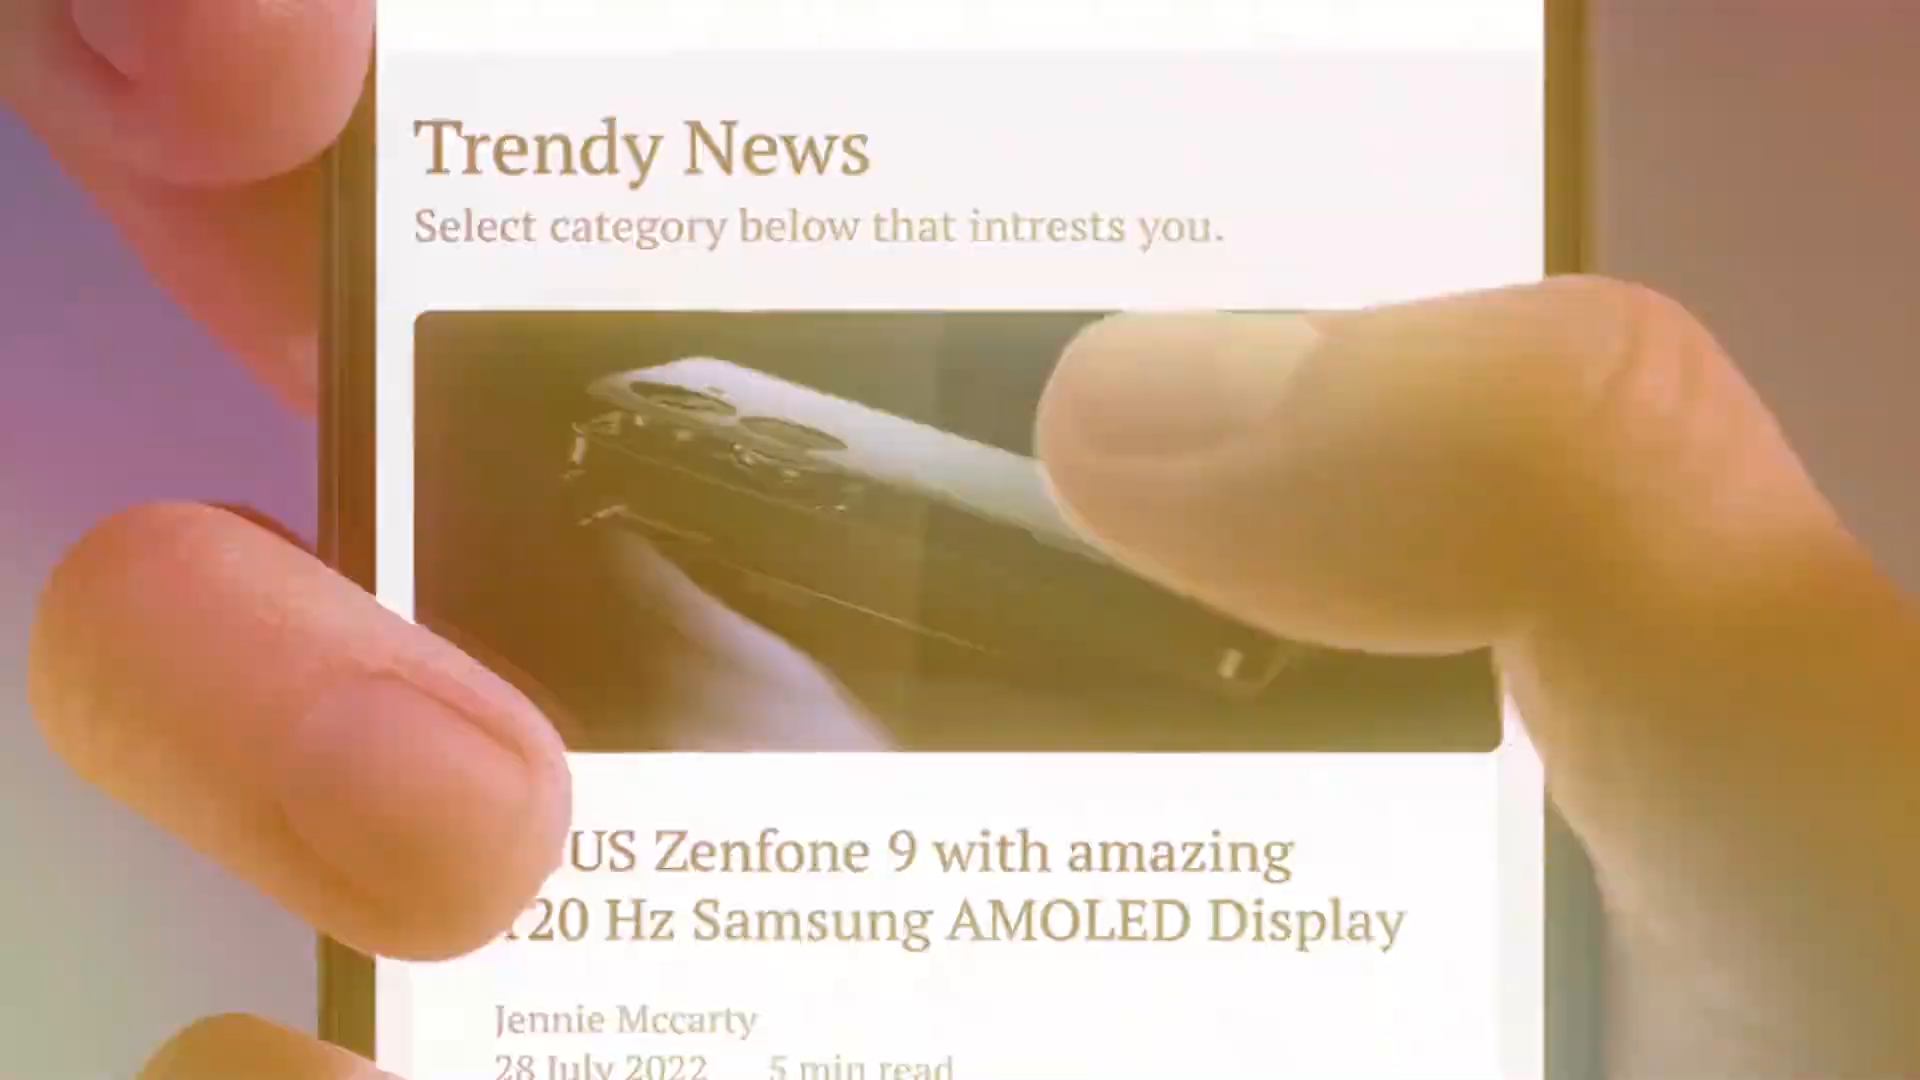 Trendy News
Select category below that intrests you.
US Zenfone 9 with amazing
20 Hz Samsung AMOLED Display
Jennie Mccarty
28 July 2022 5 min read